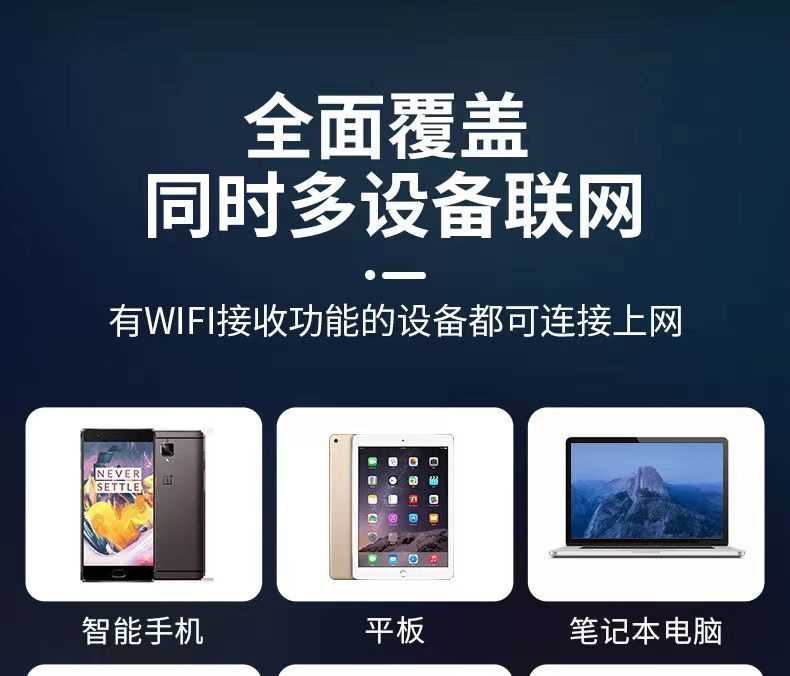 全面覆盖
同时多设备联网
有WIFI接收功能的设备都可连接上网
NEVER
SETTLE
智能手机
平板
笔记本电脑